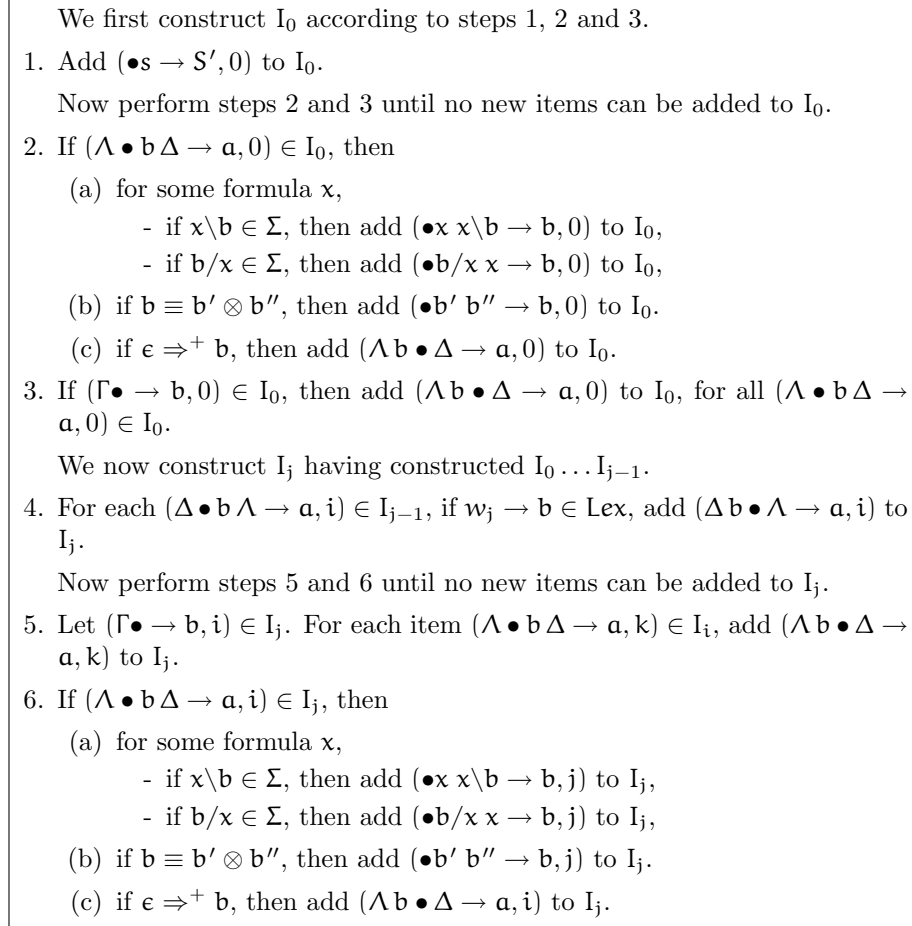 We first construct I₀ according to steps 1, 2 and 3.
1. Add (•s → S′, 0) to I₀.
Now perform steps 2 and 3 until no new items can be added to I₀.
2. If (Λ • b Δ → a, 0) ∈ I₀, then
(a) for some formula x,
- if x\b ∈ Σ, then add (•x x\b → b, 0) to I₀,
- if b/x ∈ Σ, then add (•b/x x → b, 0) to I₀,
(b) if b ≡ b′ ⊗ b′′, then add (•b′ b′′ → b, 0) to I₀.
(c) if ϵ ⇒⁺ b, then add (Λ b • Δ → a, 0) to I₀.
3. If (Γ• → b, 0) ∈ I₀, then add (Λ b • Δ → a, 0) to I₀, for all (Λ • b Δ →
a, 0) ∈ I₀.
We now construct Iⱼ having constructed I₀ . . . Iⱼ₋₁.
4. For each (Δ • b Λ → a, i) ∈ Iⱼ₋₁, if wⱼ → b ∈ Lex, add (Δ b • Λ → a, i) to
Iⱼ.
Now perform steps 5 and 6 until no new items can be added to Iⱼ.
5. Let (Γ• → b, i) ∈ Iⱼ. For each item (Λ • b Δ → a, k) ∈ Iᵢ, add (Λ b • Δ →
a, k) to Iⱼ.
6. If (Λ • b Δ → a, i) ∈ Iⱼ, then
(a) for some formula x,
- if x\b ∈ Σ, then add (•x x\b → b, j) to Iⱼ,
- if b/x ∈ Σ, then add (•b/x x → b, j) to Iⱼ,
(b) if b ≡ b′ ⊗ b′′, then add (•b′ b′′ → b, j) to Iⱼ.
(c) if ϵ ⇒⁺ b, then add (Λ b • Δ → a, i) to Iⱼ.